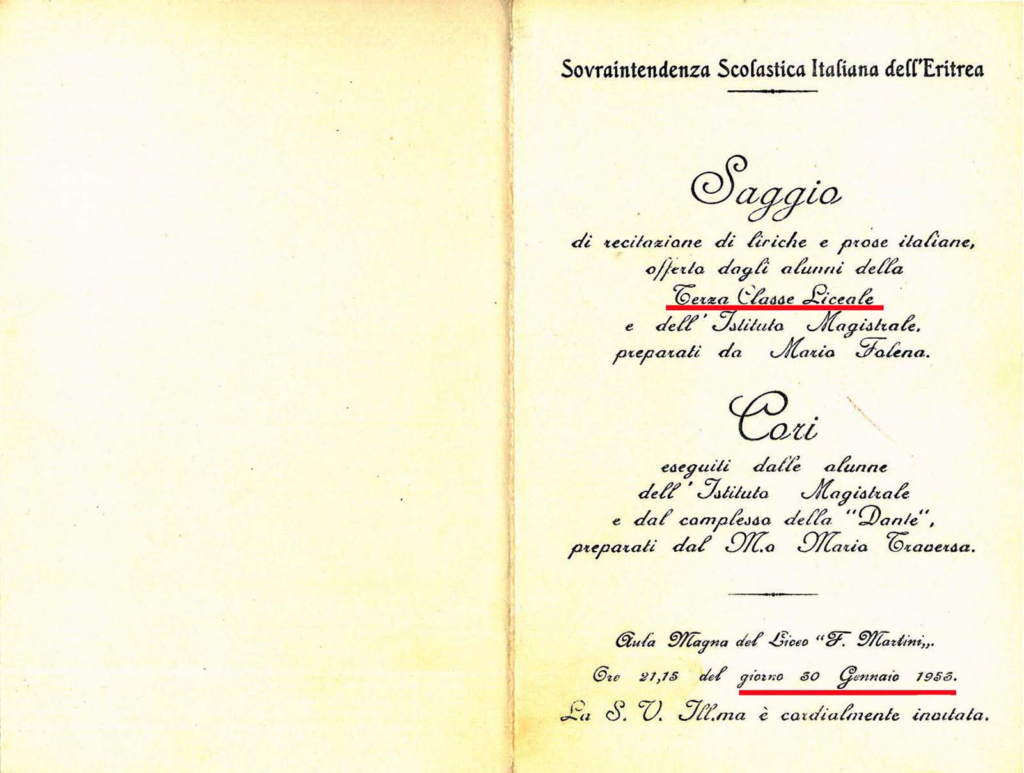 Sovraintendenza Scolastica Italiana dell'Eritrea
Saggio
di recitazione di liriche e prose italiane,
offerto dagli alunni della
Terza Classe Liceale
e dell' Istituto Magistrale.
preparati da Mario Folena.
Cori
eseguiti dalle alunne
dell' Istituto Magistrale
e dal complesso della "Dante",
preparati dal M.o Mario Traversa.
Aula Magna del Liceo "F. Martini„.
Ore 21,15 del giorno 30 Gennaio 1953.
La S. V. Ill.ma è cordialmente invitata.